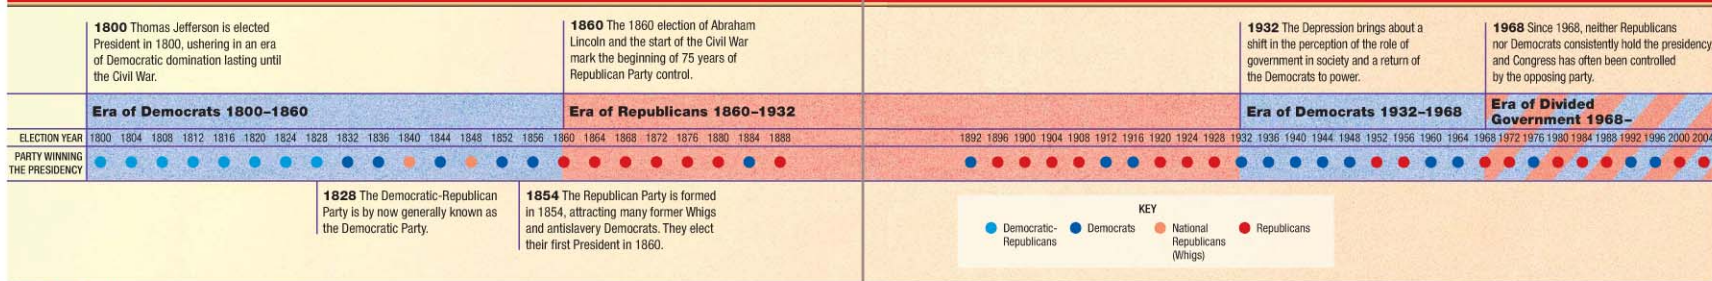 1800 Thomas Jefferson is elected
President in 1800, ushering in an era
of Democratic domination lasting until
the Civil War.
1860 The 1860 election of Abraham
Lincoln and the start of the Civil War
mark the beginning of 75 years of
Republican Party control.
1932 The Depression brings about a
shift in the perception of the role of
government in society and a return of
the Democrats to power.
1968 Since 1968, neither Republicans
nor Democrats consistently hold the presidency
and Congress has often been controlled
by the opposing party.
Era of Democrats 1800–1860
Era of Republicans 1860–1932
Era of Democrats 1932–1968
Era of Divided
Government 1968–
ELECTION YEAR 1800 1804 1808 1812 1816 1820 1824 1828 1832 1836 1840 1844 1848 1852 1856 1860 1864 1868 1872 1876 1880 1884 1888 1892 1896 1900 1904 1908 1912 1916 1920 1924 1928 1932 1936 1940 1944 1948 1952 1956 1960 1964 1968 1972 1976 1980 1984 1988 1992 1996 2000 2004
PARTY WINNING
THE PRESIDENCY
1828 The Democratic-Republican
Party is by now generally known as
the Democratic Party.
1854 The Republican Party is formed
in 1854, attracting many former Whigs
and antislavery Democrats. They elect
their first President in 1860.
KEY
Democratic-
Republicans
Democrats
National
Republicans
(Whigs)
Republicans